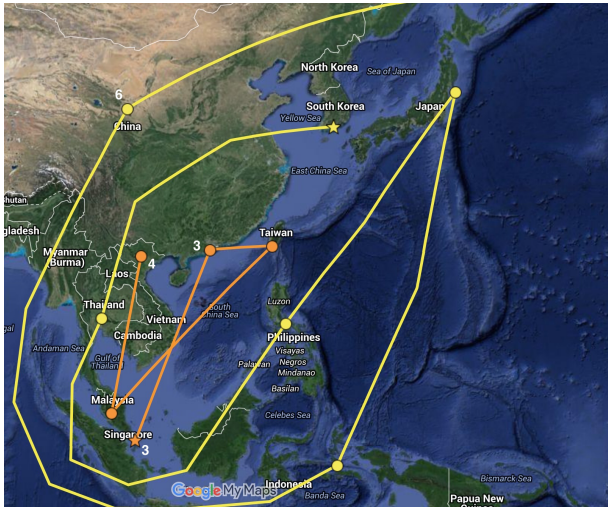 North Korea
Sea of Japan
6
South Korea
Japan
China
Yellow Sea
East China Sea
hutan
gladesh
Taiwan
3
Myanmar
(Burma)
4
Laos
Luzon
Thailand
Vietnam
South
China Sea
Philippines
Cambodia
gal
Andaman Sea
Gulf of
Thailand
Visayas
Negros
Palawan
Mindanao
Basilan
Malaysia
Celebes Sea
Singapore
3
Google My Maps
Indonesia
Banda Sea
Bismarck Sea
Papua New
Guinea